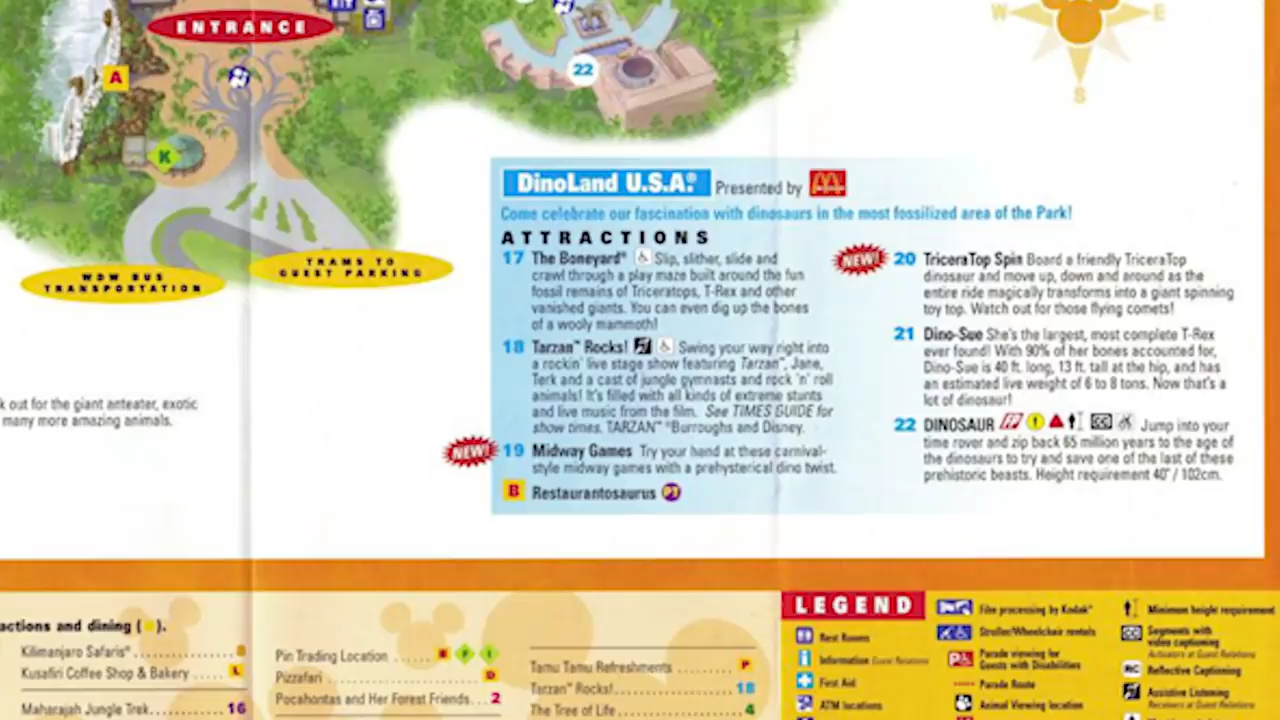 W E
S
ENTRANCE
A
22
K
WDW BUS
TRANSPORTATION
TRAMS TO
GUEST PARKING
k out for the giant anteater, exotic
many more amazing animals.
DinoLand U.S.A.® Presented by
Come celebrate our fascination with dinosaurs in the most fossilized area of the Park!
ATTRACTIONS
17 The Boneyard® Slip, slither, slide and
crawl through a play maze built around the fun
fossil remains of Triceratops, T-Rex and other
vanished giants. You can even dig up the bones
of a wooly mammoth!
18 Tarzan™ Rocks! Swing your way right into
a rockin' live stage show featuring Tarzan™, Jane,
Terk and a cast of jungle gymnasts and rock 'n' roll
animals! It's filled with all kinds of extreme stunts
and live music from the film. See TIMES GUIDE for
show times. TARZAN™ ®Burroughs and Disney.
NEW! 19 Midway Games Try your hand at these carnival-
style midway games with a prehysterical dino twist.
B Restaurantosaurus PT
NEW! 20 TriceraTop Spin Board a friendly TriceraTop
dinosaur and move up, down and around as the
entire ride magically transforms into a giant spinning
toy top. Watch out for those flying comets!
21 Dino-Sue She's the largest, most complete T-Rex
ever found! With 90% of her bones accounted for,
Dino-Sue is 40 ft. long, 13 ft. tall at the hip, and has
an estimated live weight of 6 to 8 tons. Now that's a
lot of dinosaur!
22 DINOSAUR FP CC Jump into your
time rover and zip back 65 million years to the age of
the dinosaurs to try and save one of the last of these
prehistoric beasts. Height requirement 40" / 102cm.
actions and dining ( ).
Kilimanjaro Safaris®
Kusafiri Coffee Shop & Bakery ..... L
Maharajah Jungle Trek............ 16
Pin Trading Location ......
Pizzafari ................... D
Pocahontas and Her Forest Friends... 2
Tamu Tamu Refreshments ........ P
Tarzan™ Rocks!................. 18
The Tree of Life................. 4
LEGEND
Rest Rooms
Information Guest Relations
First Aid
ATM locations
Film processing by Kodak®
Stroller/Wheelchair rentals
Parade viewing for
Guests with Disabilities
Parade Route
Animal Viewing location
Minimum height requirement
CC Segments with
video captioning
Activators at Guest Relations
RC Reflective Captioning
Assistive Listening
Receivers at Guest Relations